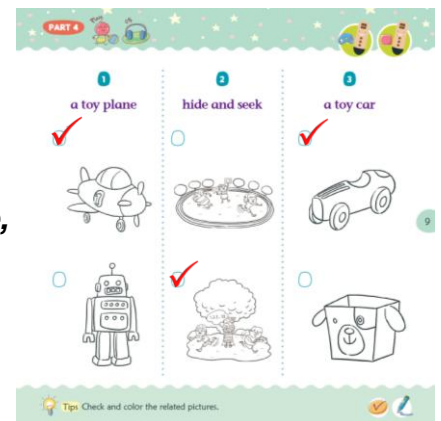 PART 4
1 2 3
a toy plane hide and seek a toy car
,
9
Tips Check and color the related pictures.